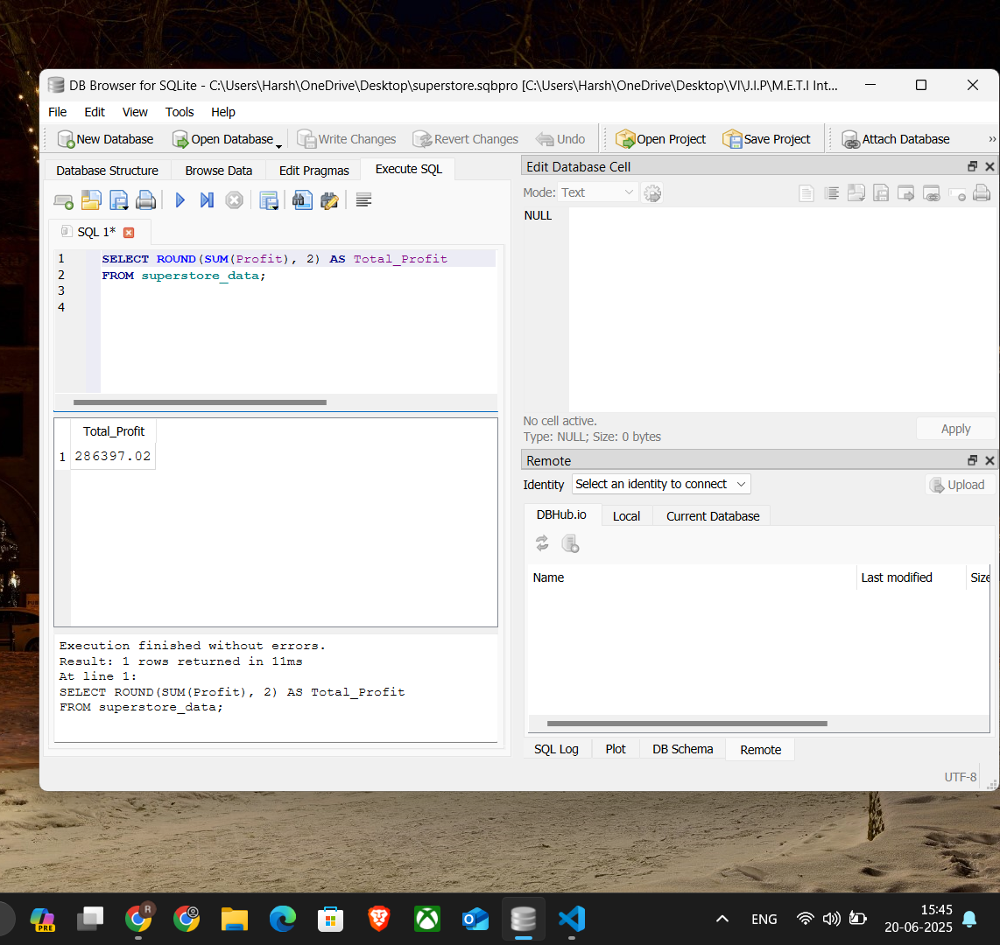 DB Browser for SQLite - C:\Users\Harsh\OneDrive\Desktop\superstore.sqbpro [C:\Users\Harsh\OneDrive\Desktop\VI\J.I.P\M.E.T.I Int...
File Edit View Tools Help
New Database Open Database Write Changes Revert Changes Undo Open Project Save Project Attach Database »
Database Structure Browse Data Edit Pragmas Execute SQL
SQL 1*
1 SELECT ROUND(SUM(Profit), 2) AS Total_Profit
2 FROM superstore_data;
3
4
Total_Profit
1 286397.02
Execution finished without errors.
Result: 1 rows returned in 11ms
At line 1:
SELECT ROUND(SUM(Profit), 2) AS Total_Profit
FROM superstore_data;
Edit Database Cell
Mode: Text
NULL
No cell active.
Type: NULL; Size: 0 bytes
Apply
Remote
Identity Select an identity to connect Upload
DBHub.io Local Current Database
Name Last modified Size
SQL Log Plot DB Schema Remote
UTF-8
PRE
R
ENG
15:45
20-06-2025